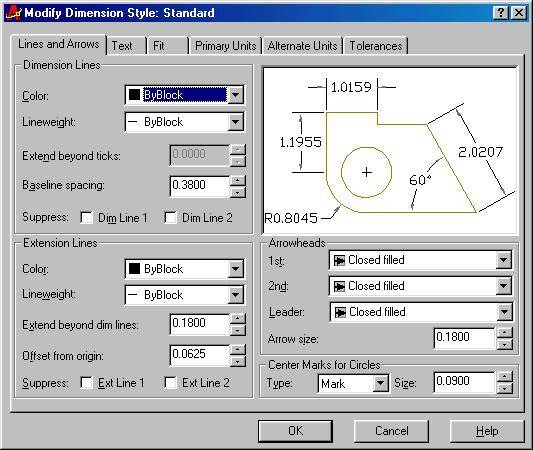 Modify Dimension Style: Standard
Lines and Arrows Text Fit Primary Units Alternate Units Tolerances
Dimension Lines
Color: ByBlock
Lineweight: ByBlock
Extend beyond ticks: 0.0000
Baseline spacing: 0.3800
Suppress: Dim Line 1 Dim Line 2
1.0159
1.1955
2.0207
60°
R0.8045
Extension Lines
Color: ByBlock
Lineweight: ByBlock
Extend beyond dim lines: 0.1800
Offset from origin: 0.0625
Suppress: Ext Line 1 Ext Line 2
Arrowheads
1st: Closed filled
2nd: Closed filled
Leader: Closed filled
Arrow size: 0.1800
Center Marks for Circles
Type: Mark Size: 0.0900
OK Cancel Help